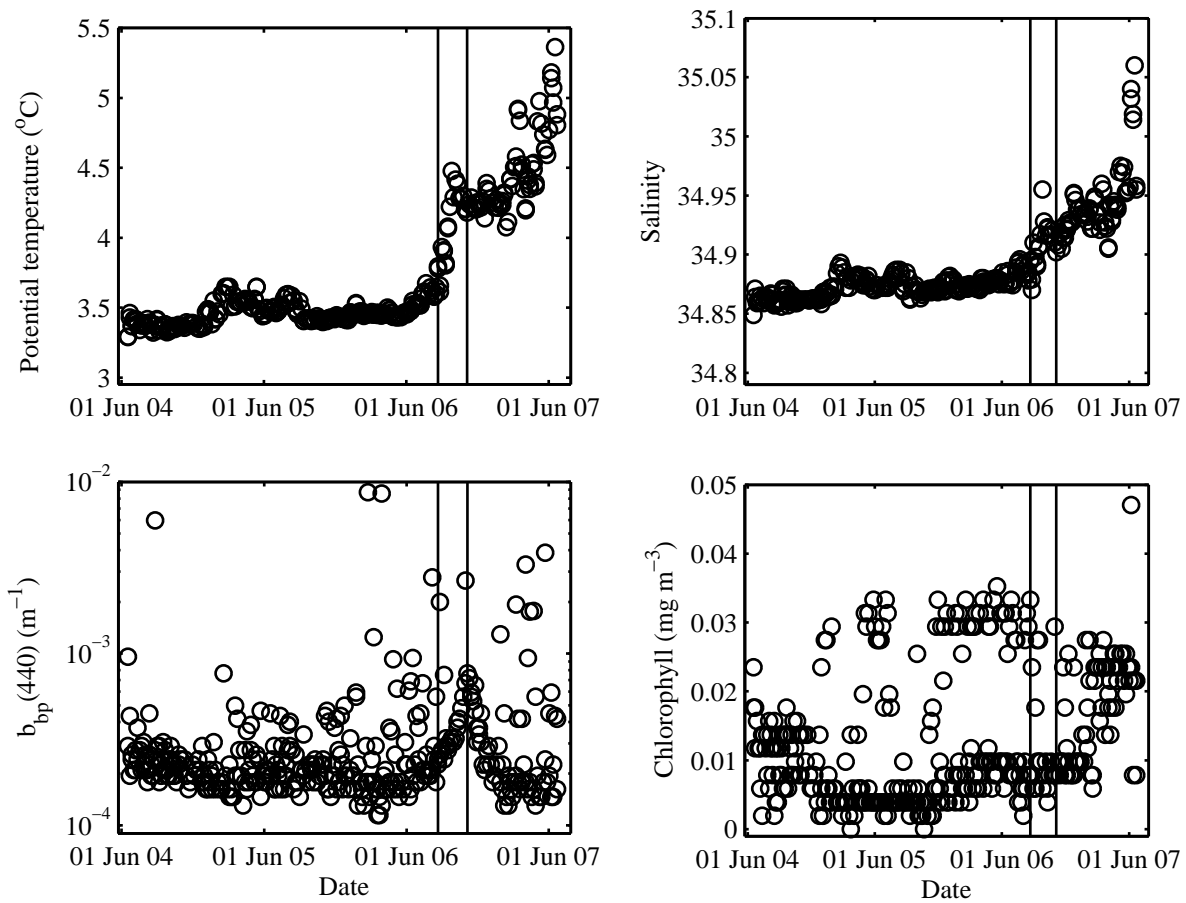 5.5
5
4.5
4
3.5
3
Potential temperature (°C)
01 Jun 04 01 Jun 05 01 Jun 06 01 Jun 07
35.1
35.05
35
34.95
34.9
34.85
34.8
Salinity
01 Jun 04 01 Jun 05 01 Jun 06 01 Jun 07
10−2
10−3
10−4
bbp(440) (m−1)
01 Jun 04 01 Jun 05 01 Jun 06 01 Jun 07
Date
0.05
0.04
0.03
0.02
0.01
0
Chlorophyll (mg m−3)
01 Jun 04 01 Jun 05 01 Jun 06 01 Jun 07
Date